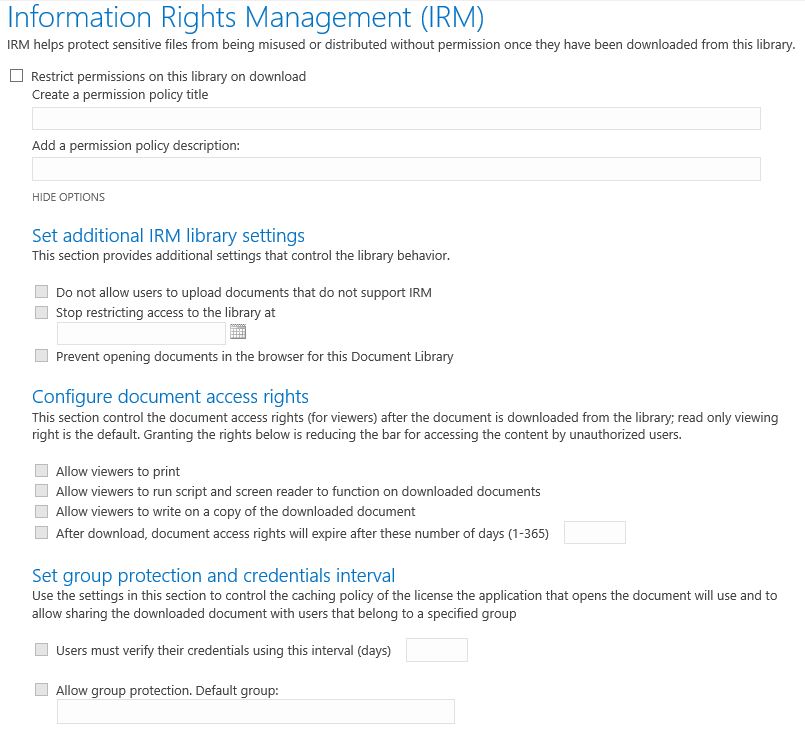 Information Rights Management (IRM)
IRM helps protect sensitive files from being misused or distributed without permission once they have been downloaded from this library.
Restrict permissions on this library on download
Create a permission policy title
Add a permission policy description:
HIDE OPTIONS
Set additional IRM library settings
This section provides additional settings that control the library behavior.
Do not allow users to upload documents that do not support IRM
Stop restricting access to the library at
Prevent opening documents in the browser for this Document Library
Configure document access rights
This section control the document access rights (for viewers) after the document is downloaded from the library; read only viewing
right is the default. Granting the rights below is reducing the bar for accessing the content by unauthorized users.
Allow viewers to print
Allow viewers to run script and screen reader to function on downloaded documents
Allow viewers to write on a copy of the downloaded document
After download, document access rights will expire after these number of days (1-365)
Set group protection and credentials interval
Use the settings in this section to control the caching policy of the license the application that opens the document will use and to
allow sharing the downloaded document with users that belong to a specified group
Users must verify their credentials using this interval (days)
Allow group protection. Default group: